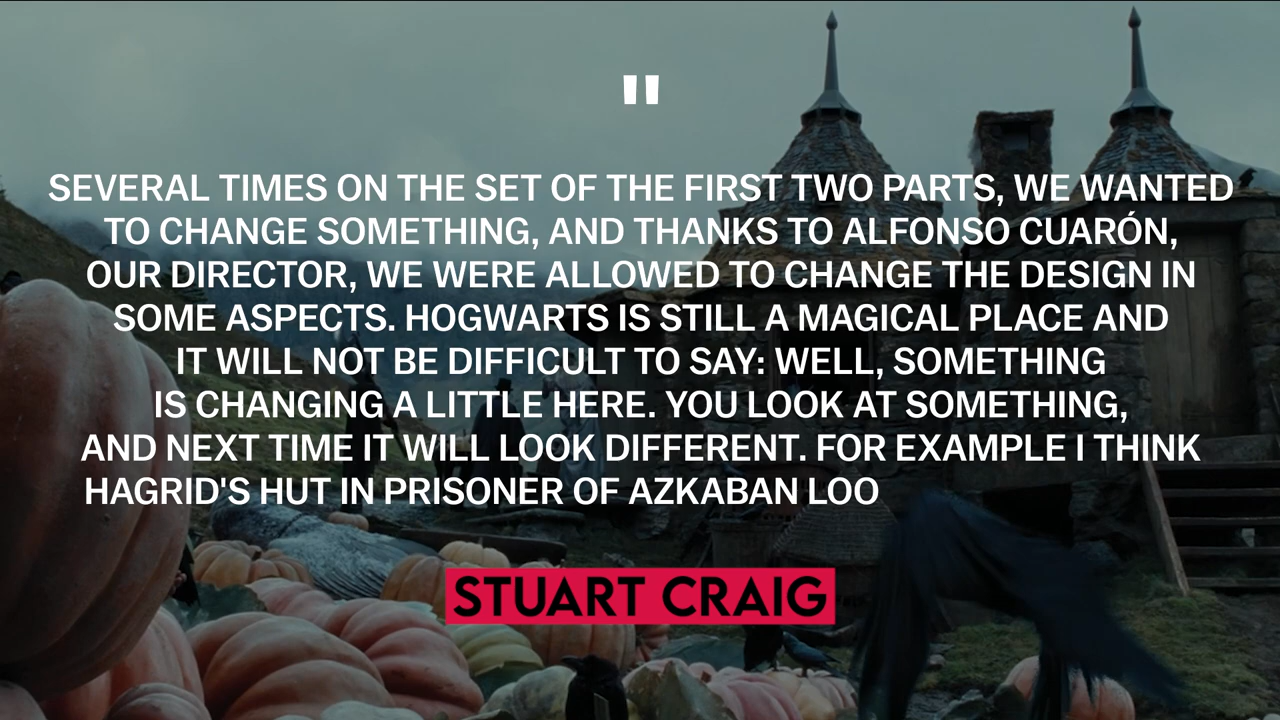 "
SEVERAL TIMES ON THE SET OF THE FIRST TWO PARTS, WE WANTED
TO CHANGE SOMETHING, AND THANKS TO ALFONSO CUARÓN,
OUR DIRECTOR, WE WERE ALLOWED TO CHANGE THE DESIGN IN
SOME ASPECTS. HOGWARTS IS STILL A MAGICAL PLACE AND
IT WILL NOT BE DIFFICULT TO SAY: WELL, SOMETHING
IS CHANGING A LITTLE HERE. YOU LOOK AT SOMETHING,
AND NEXT TIME IT WILL LOOK DIFFERENT. FOR EXAMPLE I THINK
HAGRID'S HUT IN PRISONER OF AZKABAN LOO
STUART CRAIG